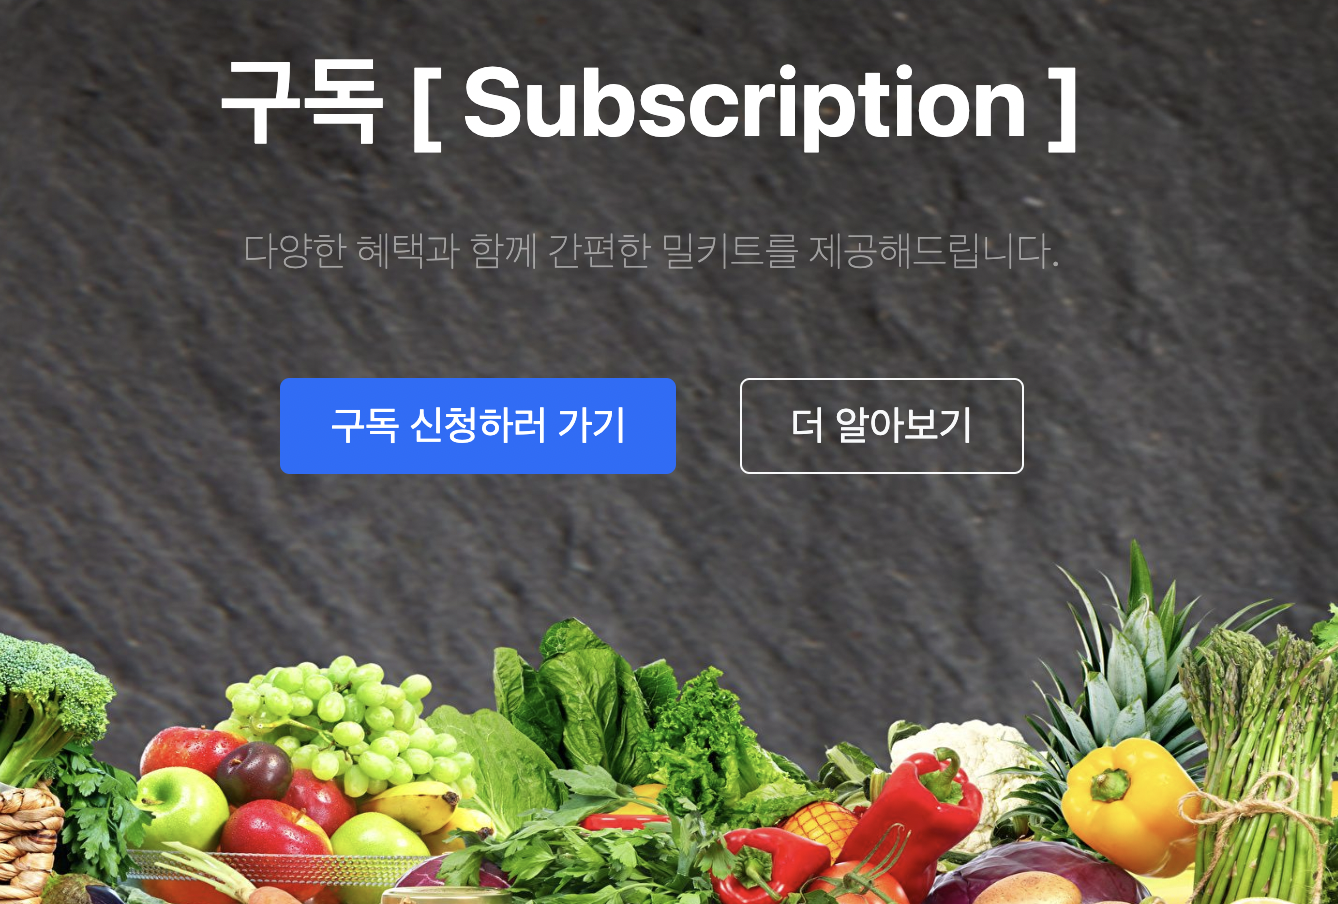 구독 [ Subscription ]
다양한 혜택과 함께 간편한 밀키트를 제공해드립니다.
구독 신청하러 가기
더 알아보기